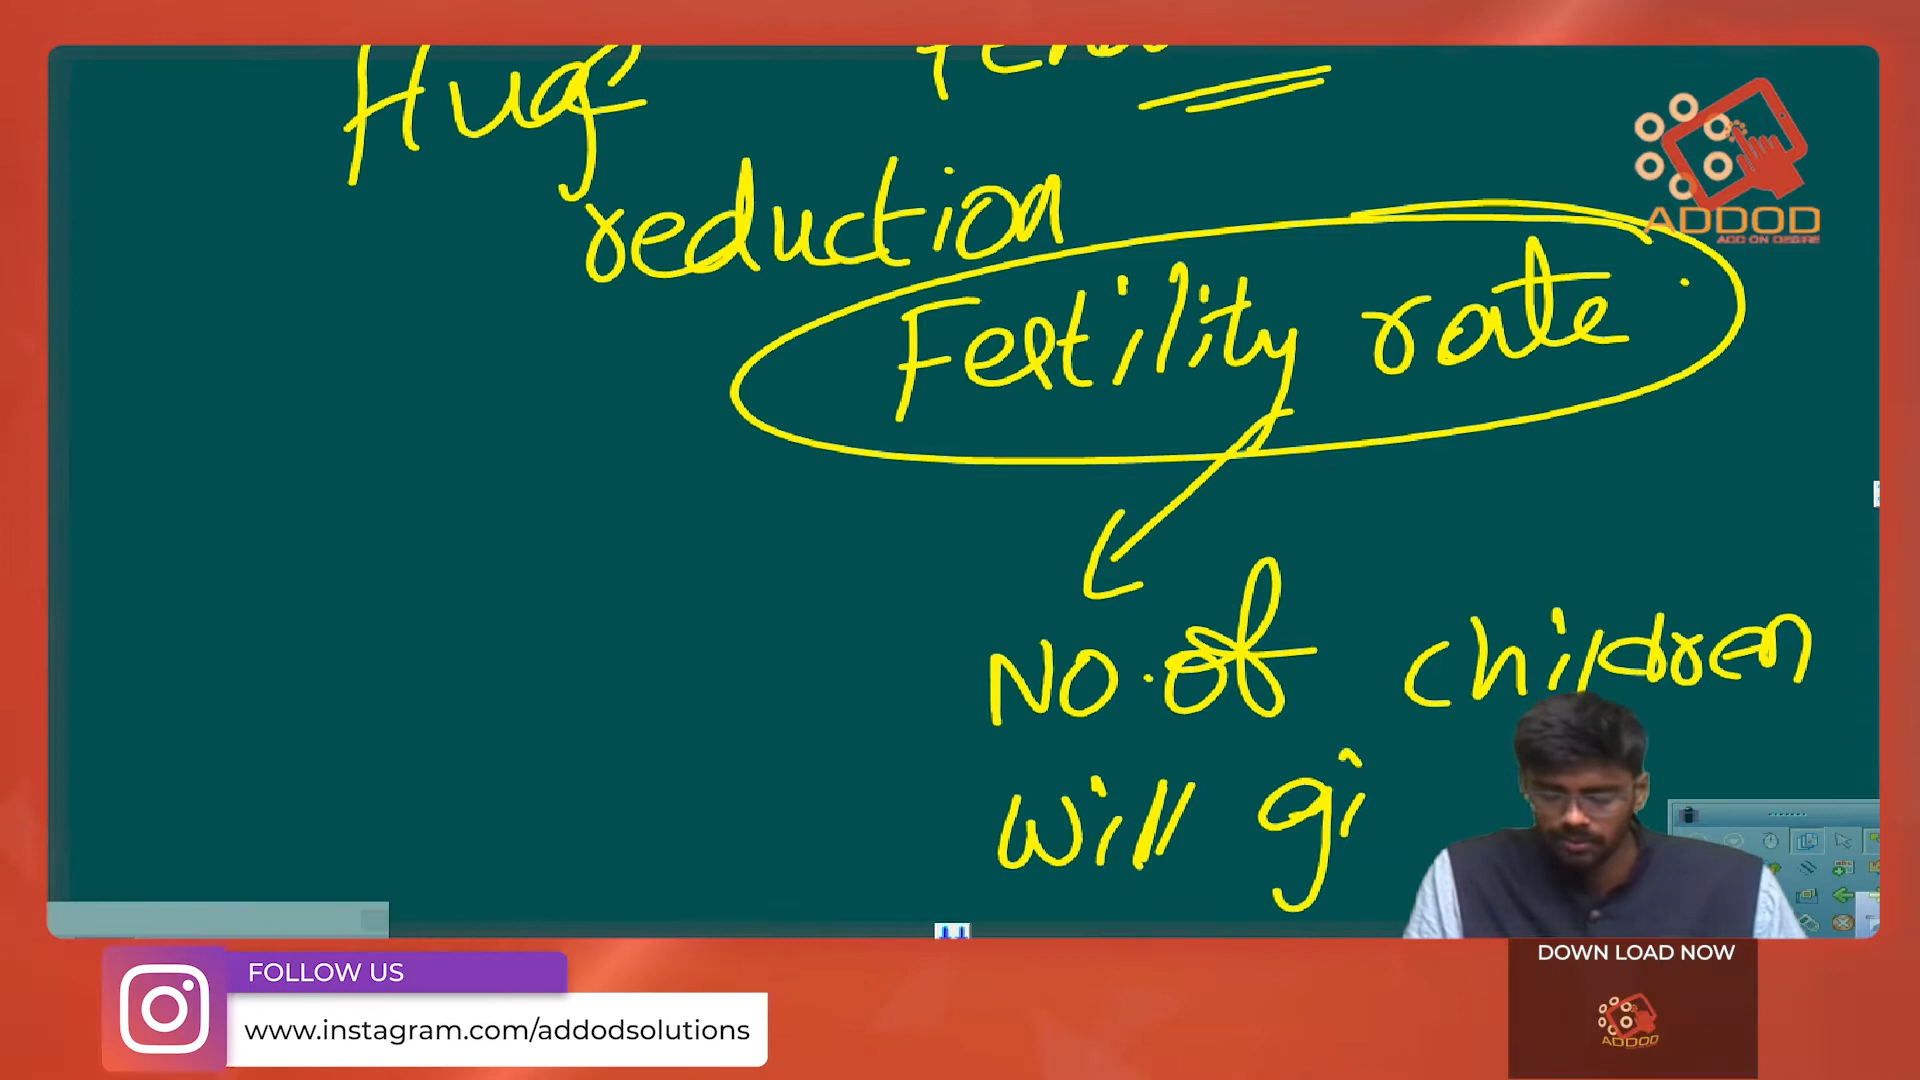 Huge
reduction
Fertility rate
No. of children
will gi
ADDOD
ADD ON DESIRE
FOLLOW US
www.instagram.com/addodsolutions
DOWN LOAD NOW
ADDOD